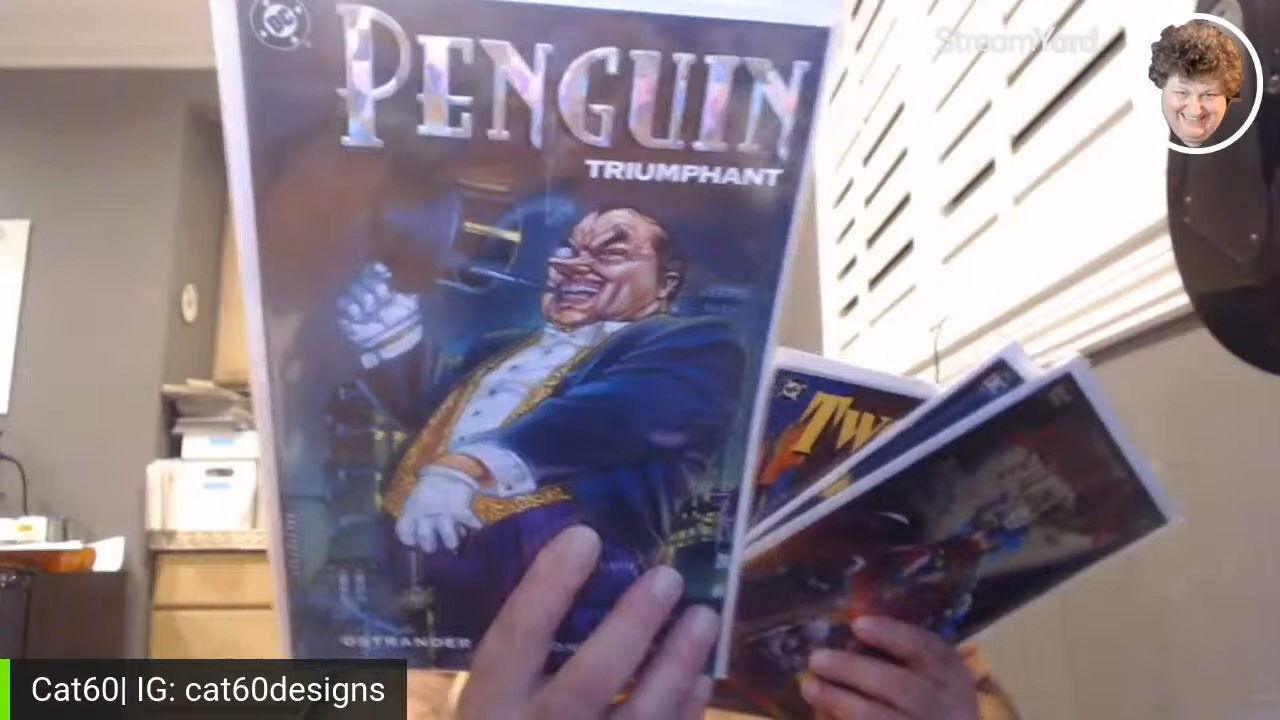 StreamYard
DC
PENGUIN
TRIUMPHANT
TW
OSTRANDER
Cat60| IG: cat60designs